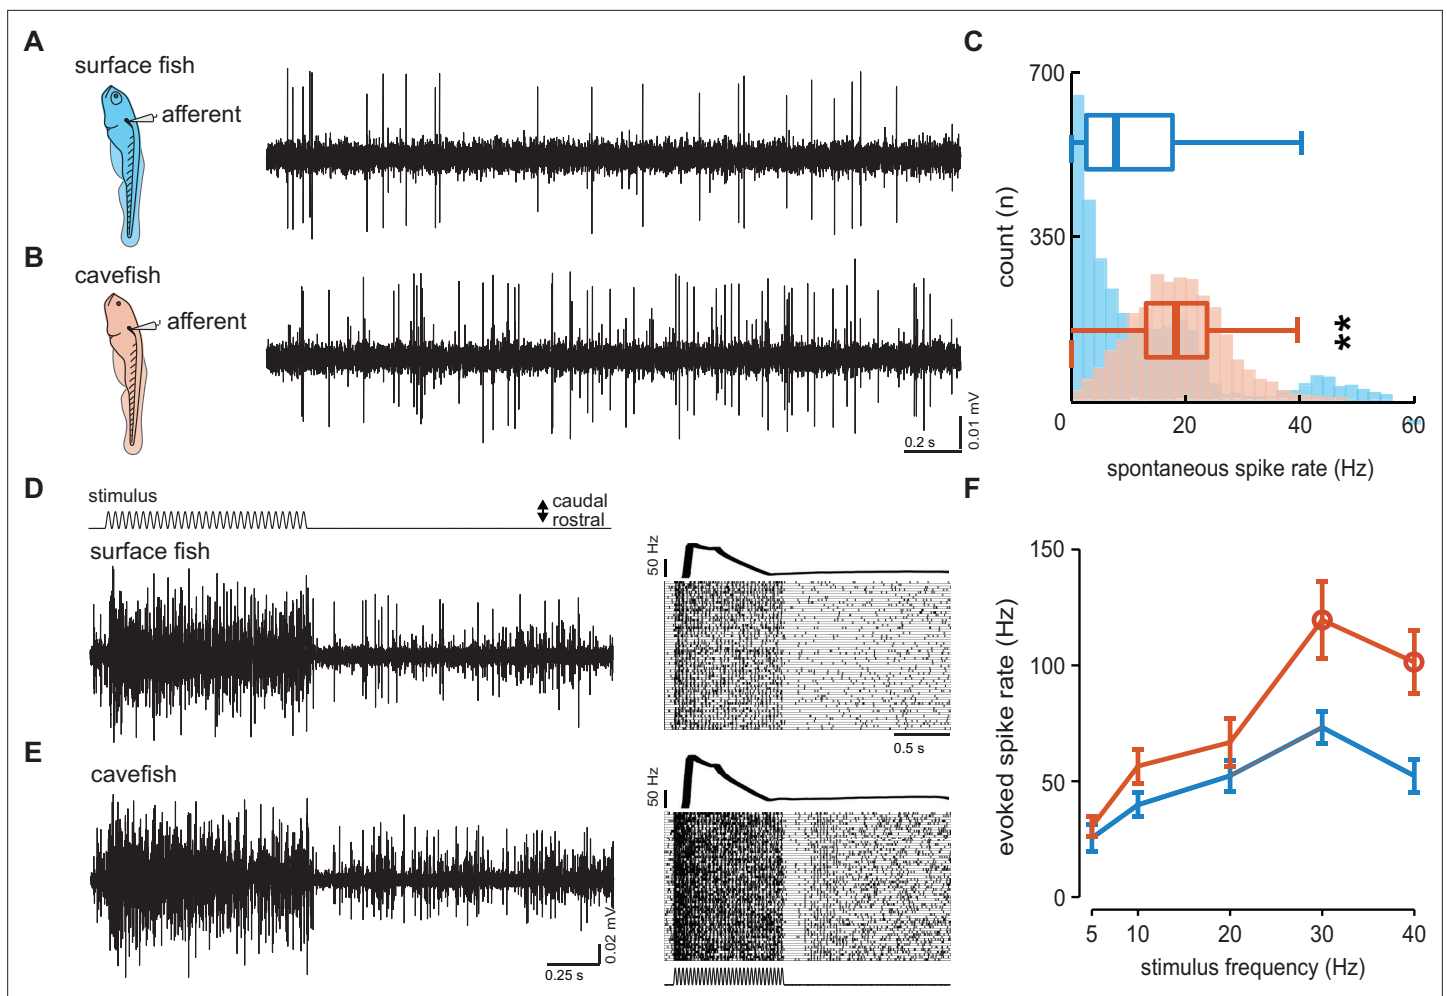 A
surface fish
afferent
B
cavefish
afferent
0.2 s
0.01 mV
C
700
350
0
count (n)
**
20
40
60
spontaneous spike rate (Hz)
D
stimulus
caudal
rostral
surface fish
50 Hz
0.5 s
E
cavefish
0.02 mV
0.25 s
50 Hz
F
150
100
50
0
evoked spike rate (Hz)
5
10
20
30
40
stimulus frequency (Hz)